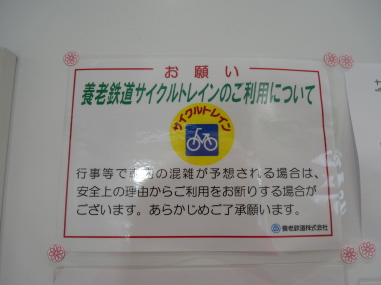 お願い
養老鉄道サイクルトレインのご利用について
サイクルトレイン
行事等で車内の混雑が予想される場合は、
安全上の理由からご利用をお断りする場合が
ございます。あらかじめご了承願います。
養老鉄道株式会社